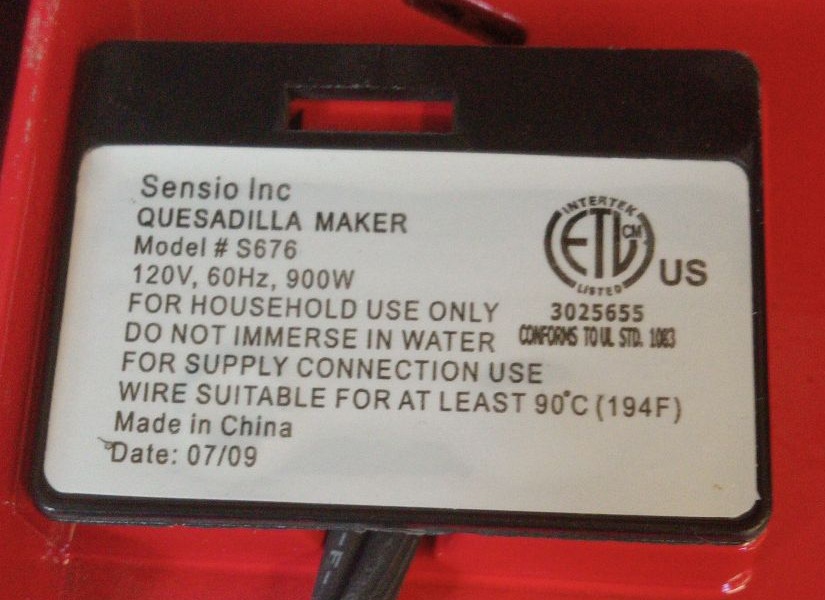 Sensio Inc
QUESADILLA MAKER
Model # S676
120V, 60Hz, 900W
FOR HOUSEHOLD USE ONLY
DO NOT IMMERSE IN WATER
FOR SUPPLY CONNECTION USE
WIRE SUITABLE FOR AT LEAST 90°C (194F)
Made in China
Date: 07/09
INTERTEK
ETL CM
LISTED
US
3025655
CONFORMS TO UL STD. 1083